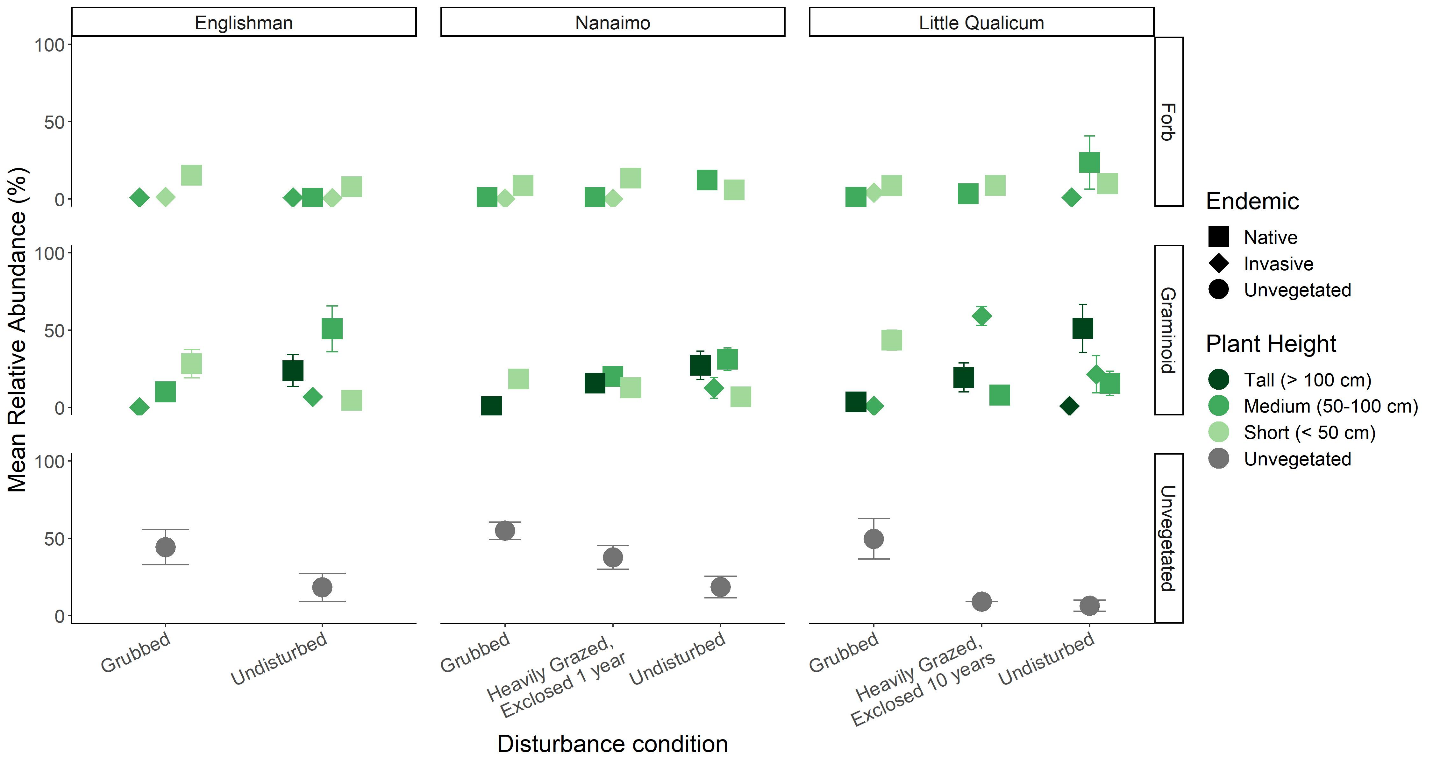 Englishman
Nanaimo
Little Qualicum
Mean Relative Abundance (%)
100
50
0
Forb
100
50
0
Graminoid
100
50
0
Unvegetated
Grubbed
Undisturbed
Grubbed
Heavily Grazed,
Exclosed 1 year
Undisturbed
Grubbed
Heavily Grazed,
Exclosed 10 years
Undisturbed
Disturbance condition
Endemic
Native
Invasive
Unvegetated
Plant Height
Tall (> 100 cm)
Medium (50-100 cm)
Short (< 50 cm)
Unvegetated